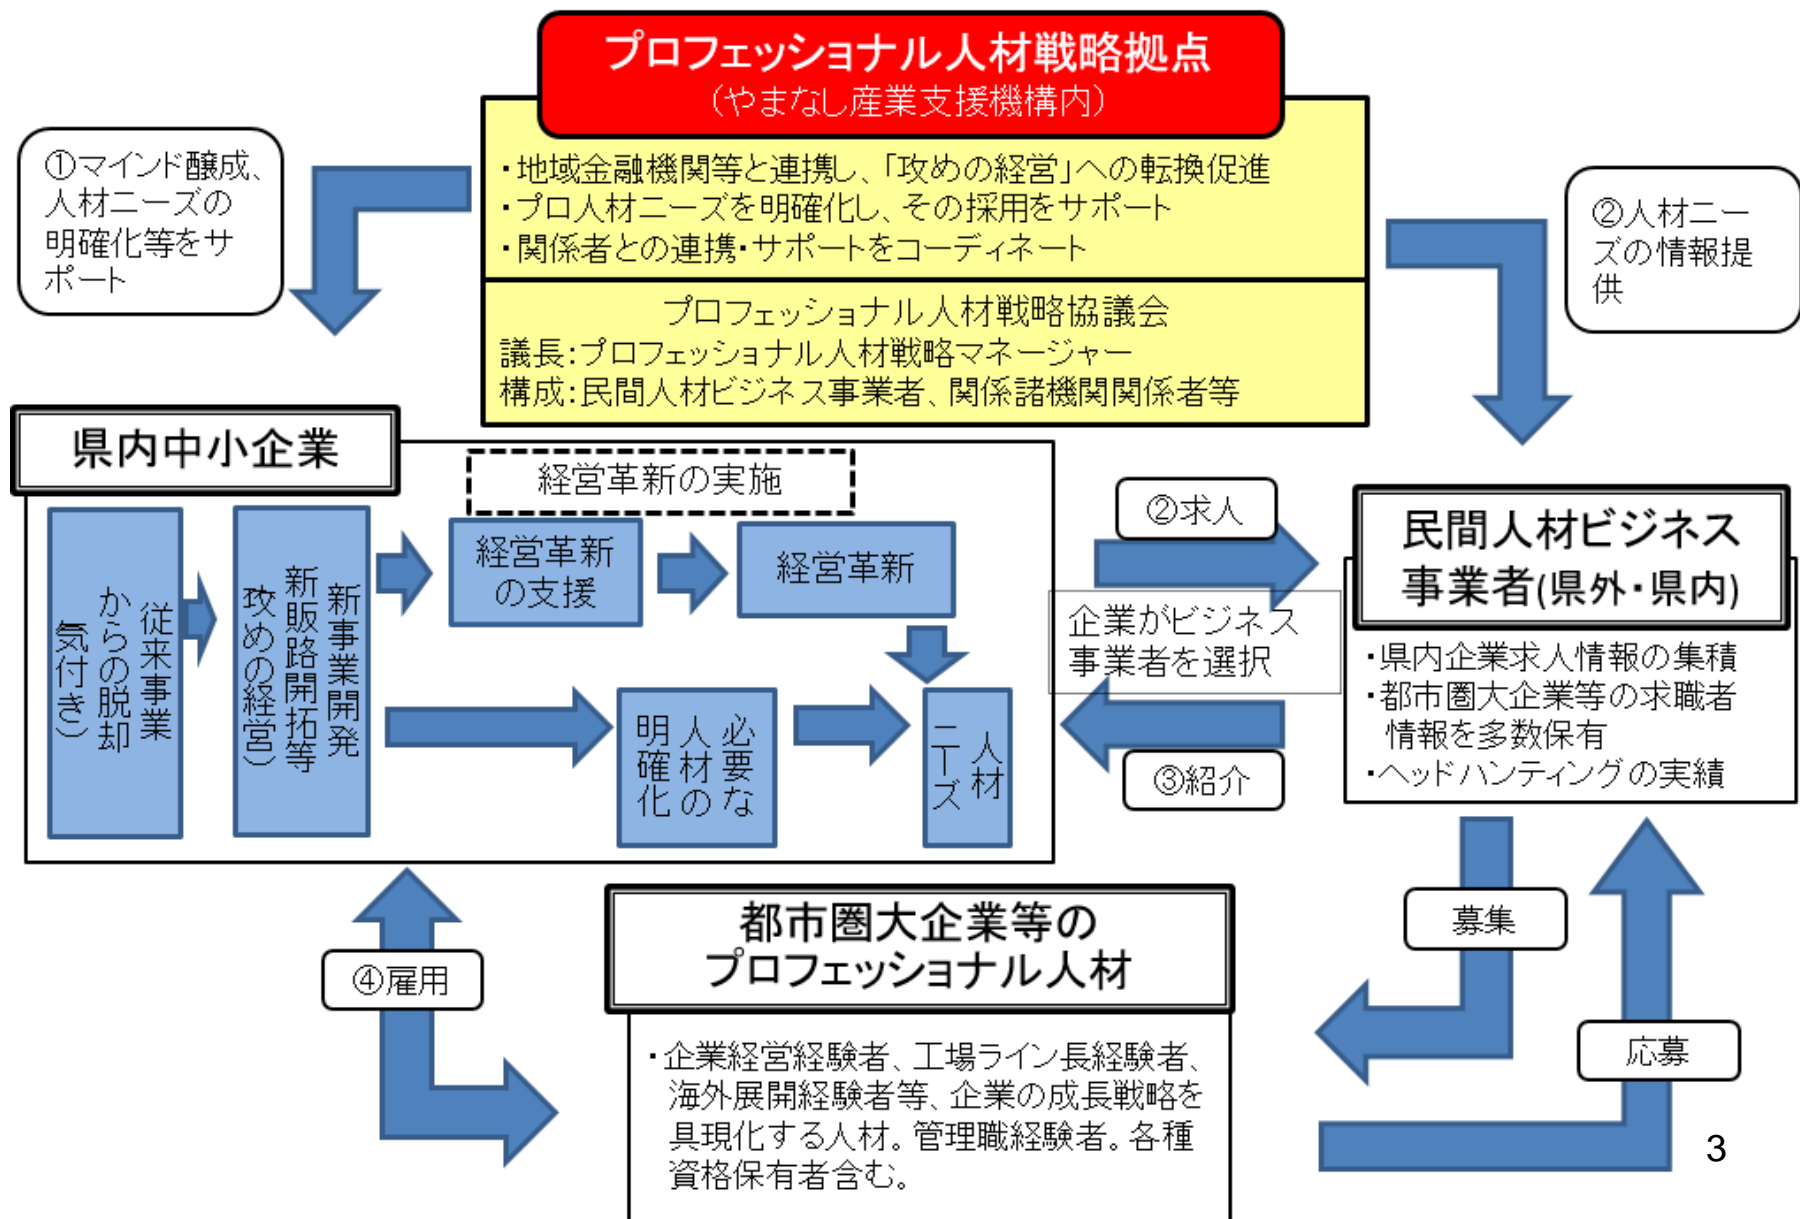 プロフェッショナル人材戦略拠点
（やまなし産業支援機構内）
・地域金融機関等と連携し、「攻めの経営」への転換促進
・プロ人材ニーズを明確化し、その採用をサポート
・関係者との連携・サポートをコーディネート
プロフェッショナル人材戦略協議会
議長：プロフェッショナル人材戦略マネージャー
構成：民間人材ビジネス事業者、関係諸機関関係者等
①マインド醸成、
人材ニーズの
明確化等をサ
ポート
②人材ニー
ズの情報提
供
県内中小企業
経営革新の実施
従来事業
からの脱却
気付き）
新事業開発
新販路開拓等
攻めの経営）
経営革新
の支援
経営革新
必要な
人材の
明確化
人材
ニーズ
②求人
企業がビジネス
事業者を選択
③紹介
民間人材ビジネス
事業者(県外・県内)
・県内企業求人情報の集積
・都市圏大企業等の求職者
情報を多数保有
・ヘッドハンティングの実績
募集
応募
④雇用
都市圏大企業等の
プロフェッショナル人材
・企業経営経験者、工場ライン長経験者、
海外展開経験者等、企業の成長戦略を
具現化する人材。管理職経験者。各種
資格保有者含む。
3